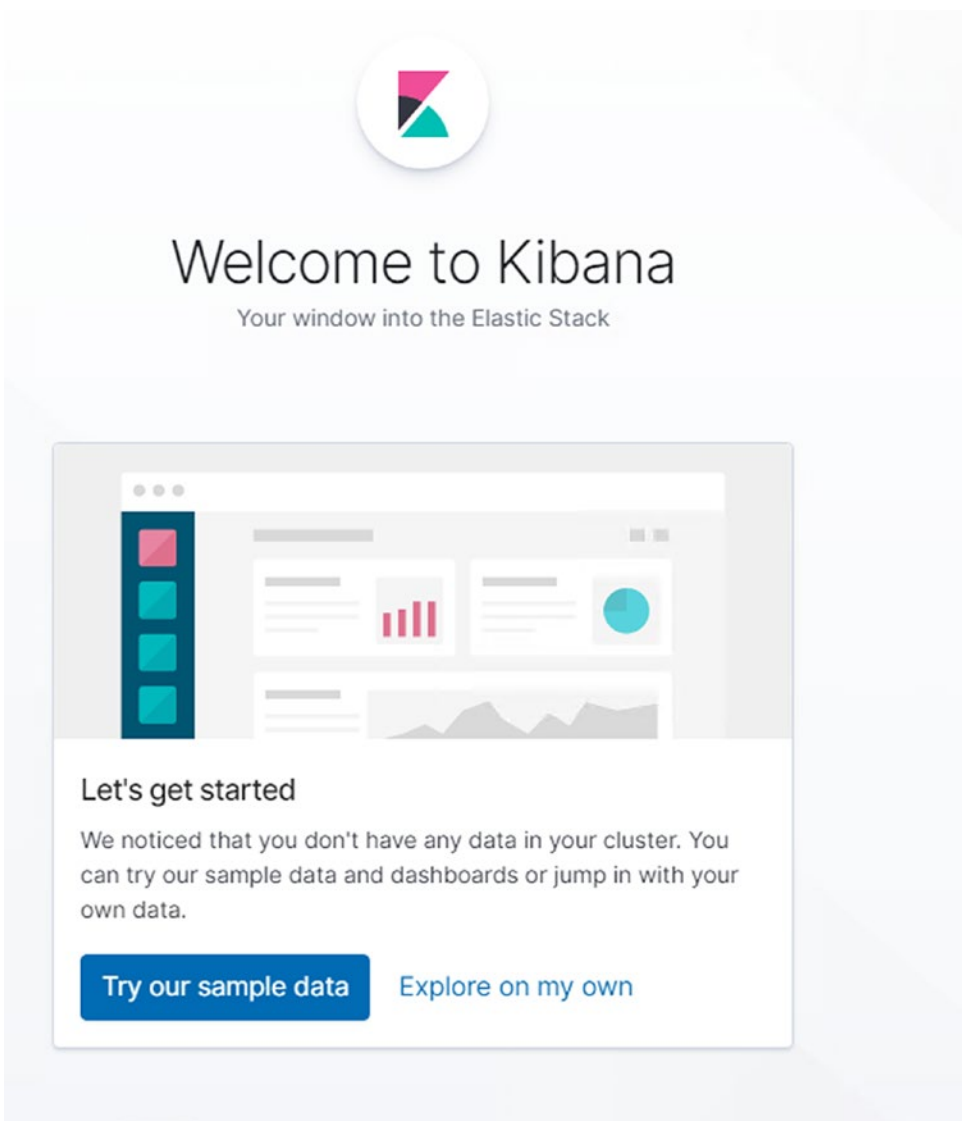 Welcome to Kibana
Your window into the Elastic Stack
Let's get started
We noticed that you don't have any data in your cluster. You
can try our sample data and dashboards or jump in with your
own data.
Try our sample data
Explore on my own